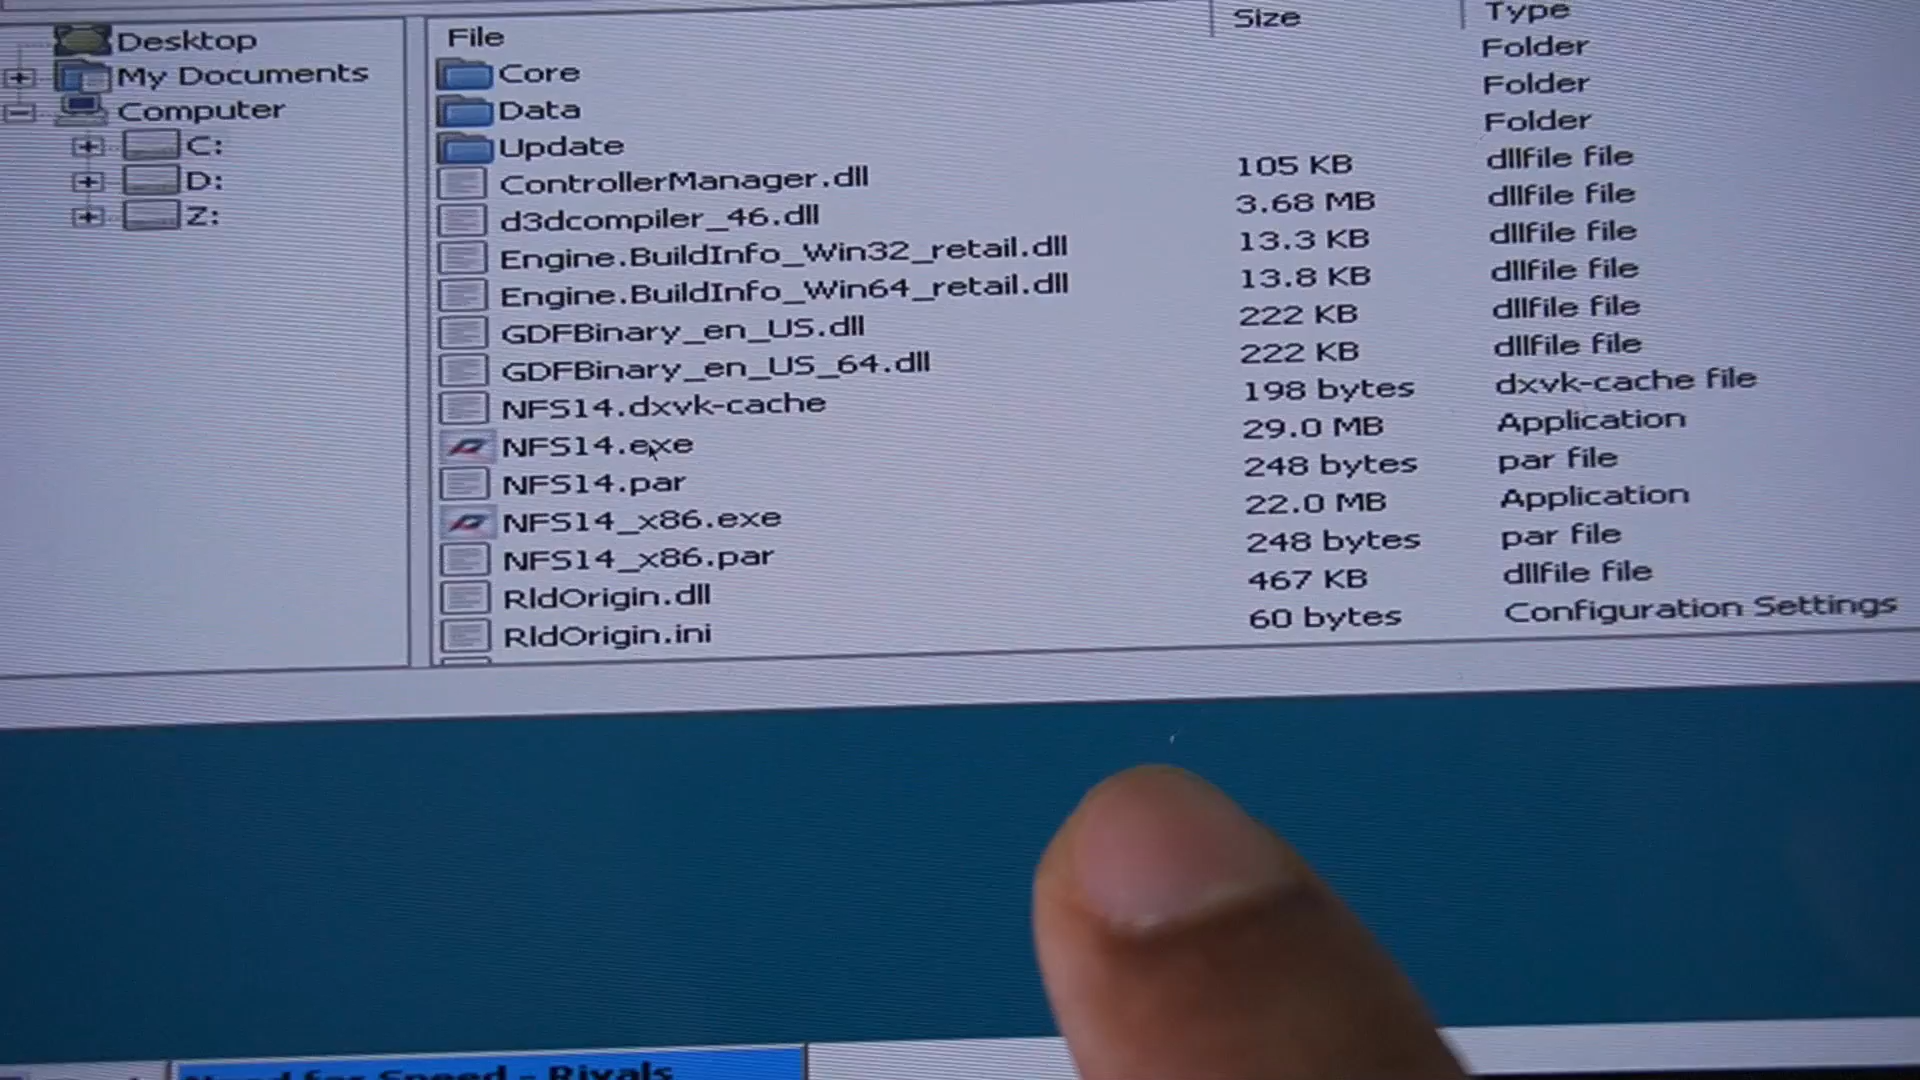 Desktop
My Documents
Computer
C:
D:
Z:
File Size Type
Core Folder
Data Folder
Update Folder
ControllerManager.dll 105 KB dllfile file
d3dcompiler_46.dll 3.68 MB dllfile file
Engine.BuildInfo_Win32_retail.dll 13.3 KB dllfile file
Engine.BuildInfo_Win64_retail.dll 13.8 KB dllfile file
GDFBinary_en_US.dll 222 KB dllfile file
GDFBinary_en_US_64.dll 222 KB dllfile file
NFS14.dxvk-cache 198 bytes dxvk-cache file
NFS14.exe 29.0 MB Application
NFS14.par 248 bytes par file
NFS14_x86.exe 22.0 MB Application
NFS14_x86.par 248 bytes par file
RldOrigin.dll 467 KB dllfile file
RldOrigin.ini 60 bytes Configuration Settings
Need for Speed - Rivals